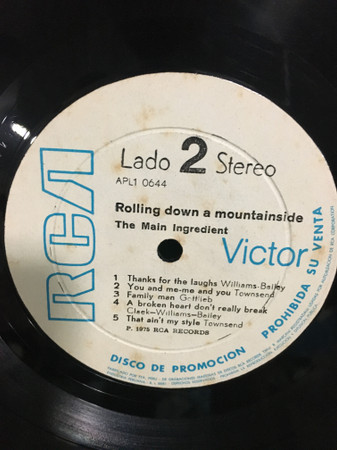 RCA
Lado 2 Stereo
APL1 0644
Rolling down a mountainside
The Main Ingredient
Victor
1 Thanks for the laughs Williams-Bailey
2 You and me-me and you Townsend
3 Family man Gottlieb
4 A broken heart don't really break
Cleek-Williams-Bailey
5 That ain't my style Townsend
P. 1975 RCA RECORDS
DISCO DE PROMOCION
PROHIBIDA SU VENTA